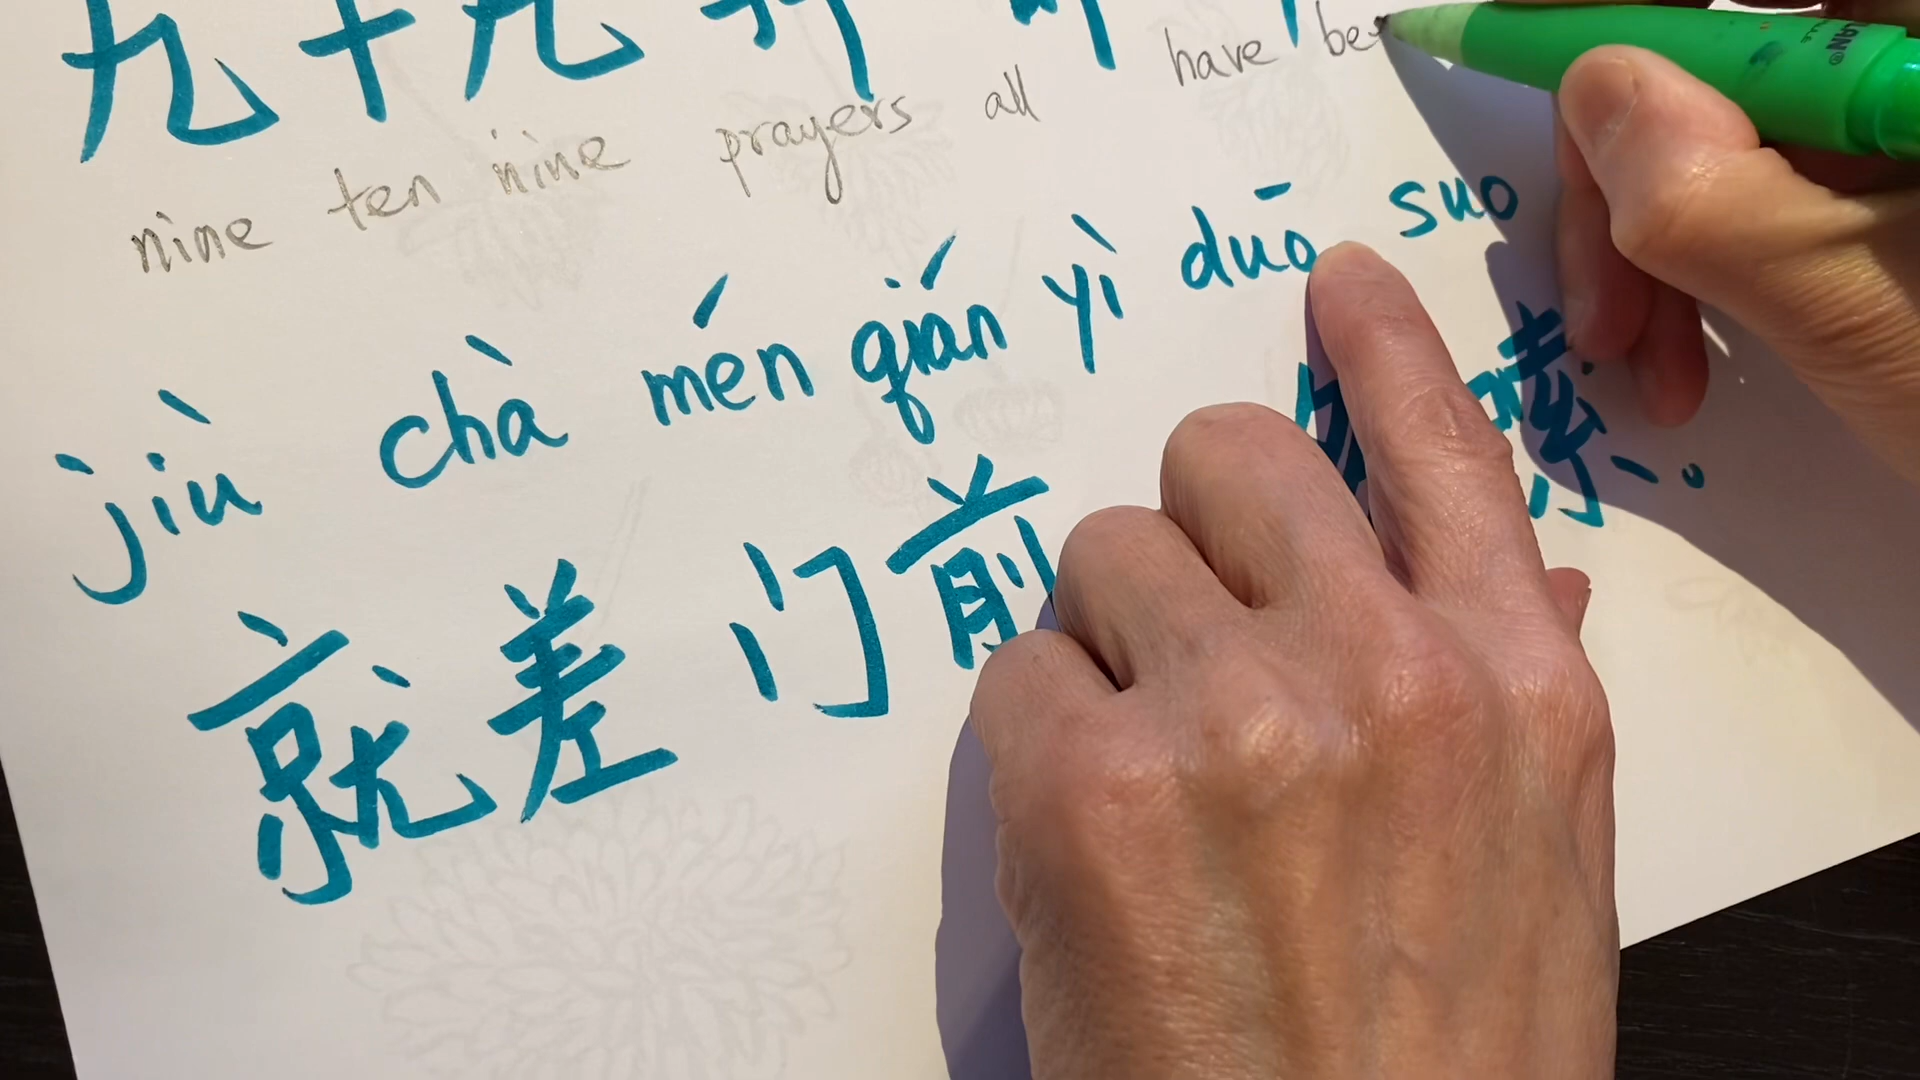 九十九
nine ten nine prayers all have be
jiù chà mén qián yì duō suo
就差门前